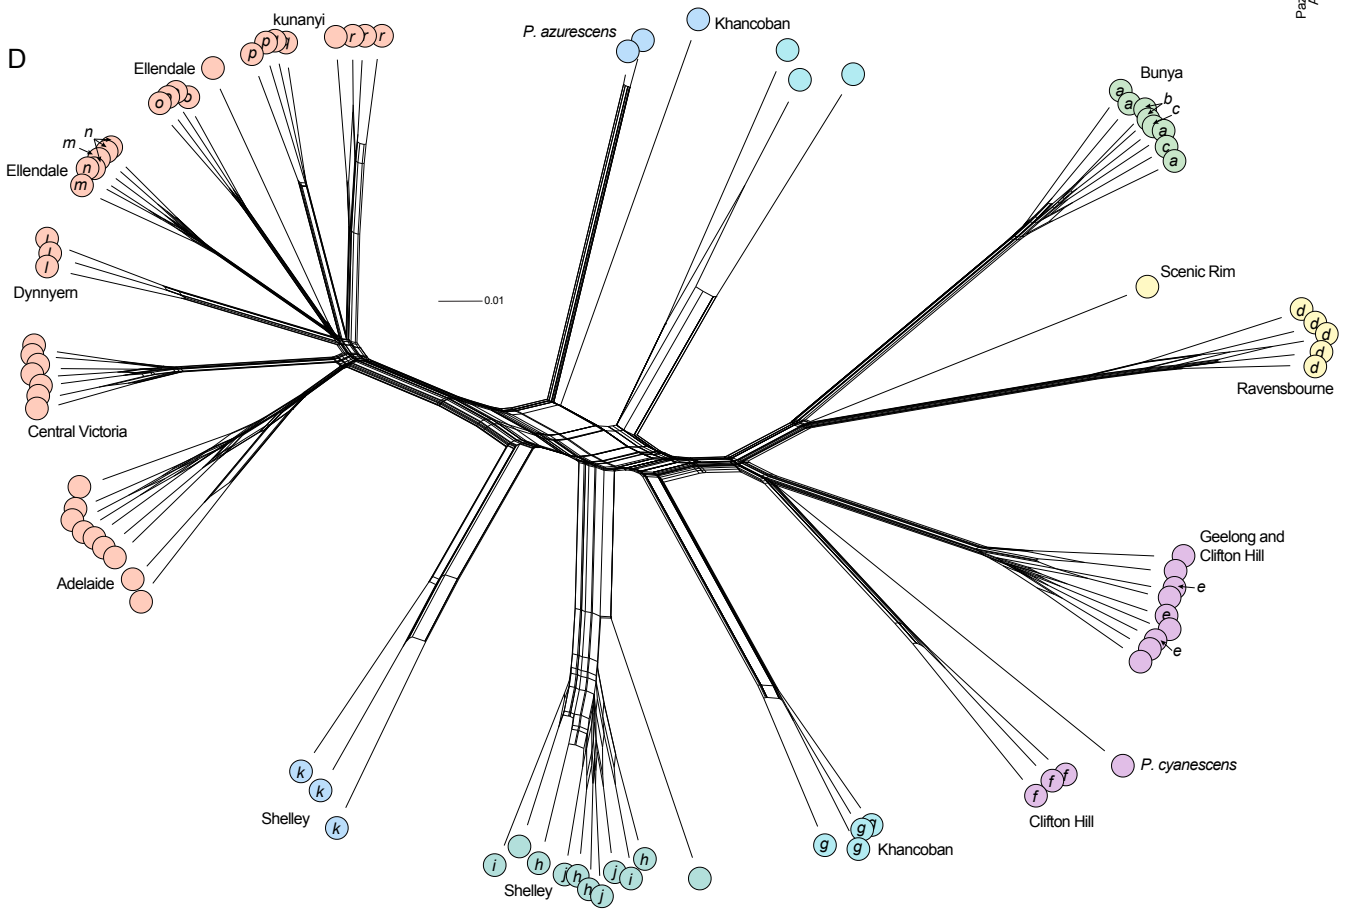 Paz
A
D
kunanyi
p
p
q
r
r
r
P. azurescens
Khancoban
Ellendale
o
o
Bunya
a
a
b
c
a
c
a
n
m
Ellendale
n
m
l
l
l
Dynnyern
0.01
Scenic Rim
d
d
d
d
d
Ravensbourne
Central Victoria
Adelaide
Geelong and
Clifton Hill
e
e
e
k
k
k
Shelley
P. cyanescens
f
f
f
Clifton Hill
g
g
g
g
Khancoban
i
h
j
h
h
j
j
i
h
Shelley